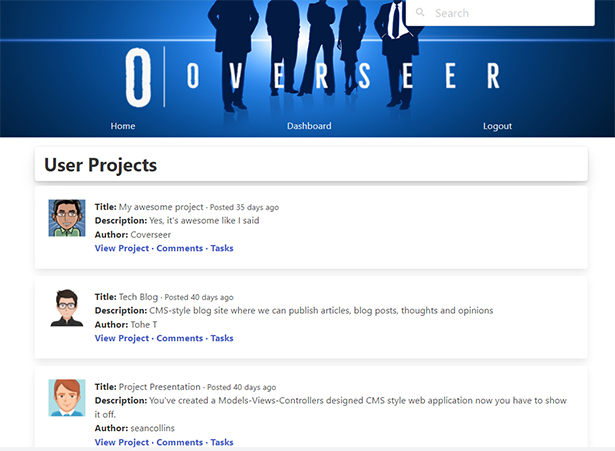 Search
O | OVERSEER
Home Dashboard Logout
User Projects
Title: My awesome project · Posted 35 days ago
Description: Yes, it's awesome like I said
Author: Coverseer
View Project · Comments · Tasks
Title: Tech Blog · Posted 40 days ago
Description: CMS-style blog site where we can publish articles, blog posts, thoughts and opinions
Author: Tohe T
View Project · Comments · Tasks
Title: Project Presentation · Posted 40 days ago
Description: You've created a Models-Views-Controllers designed CMS style web application now you have to show
it off.
Author: seancollins
View Project · Comments · Tasks